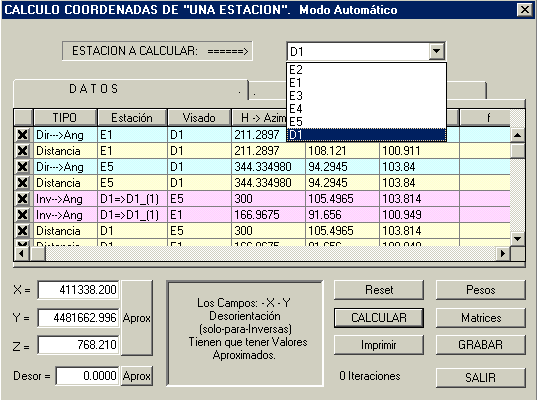 CALCULO COORDENADAS DE "UNA ESTACION". Modo Automático
ESTACION A CALCULAR: ======> D1
E2
E1
E3
E4
E5
D1
DATOS . .
TIPO Estación Visado H -> Azim f
Dir--->Ang E1 D1 211.2897
Distancia E1 D1 211.2897 108.121 100.911
Dir--->Ang E5 D1 344.334980 94.2945 103.84
Distancia E5 D1 344.334980 94.2945 103.84
Inv-->Ang D1=>D1_(1) E5 300 105.4965 103.814
Inv-->Ang D1=>D1_(1) E1 166.9675 91.656 100.949
Distancia D1 E5 300 105.4965 103.814
Distancia D1 E1 166.9675 91.656 100.949
X = 411338.200
Y = 4481662.996 Aprox
Z = 768.210
Desor = 0.0000 Aprox
Los Campos: - X - Y
Desorientación
(solo-para-Inversas)
Tienen que tener Valores
Aproximados.
Reset Pesos
CALCULAR Matrices
Imprimir GRABAR
0 Iteraciones SALIR